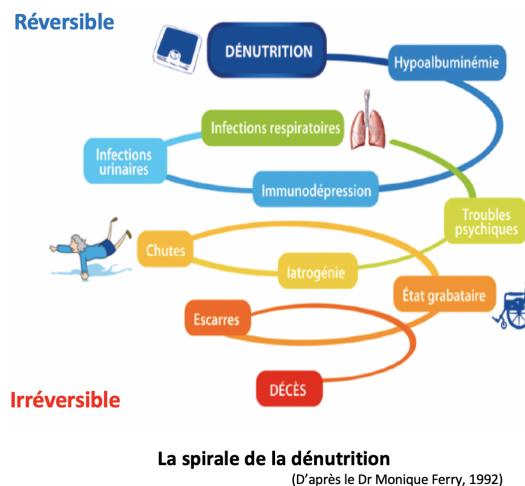 Réversible
DÉNUTRITION
Hypoalbuminémie
Infections respiratoires
Infections
urinaires
Immunodépression
Troubles
psychiques
Chutes
Iatrogénie
État grabataire
Escarres
DÉCÈS
Irréversible
La spirale de la dénutrition
(D'après le Dr Monique Ferry, 1992)